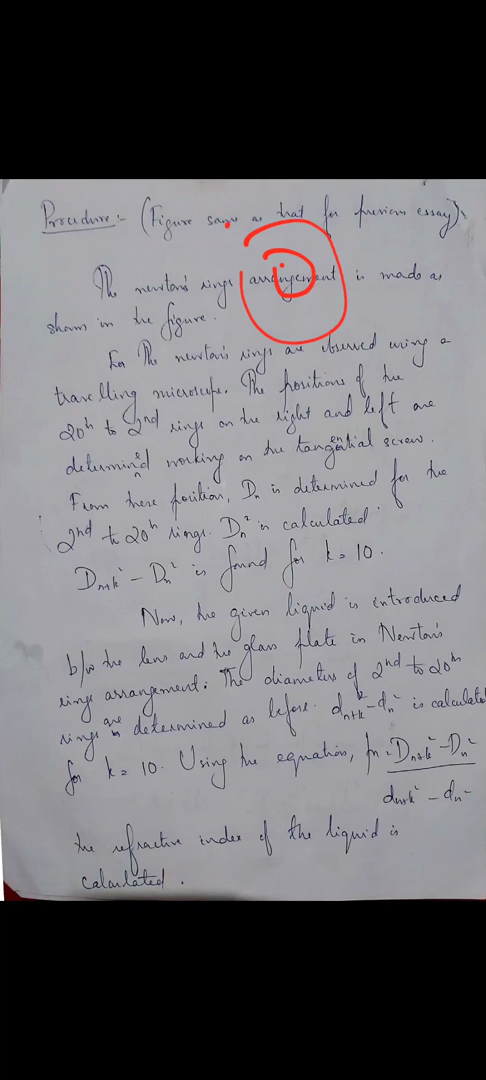 Procedure:- (Figure same as that for previous essay).
The newton's rings arrangement is made as
shown in the figure.
The newton's rings are observed using a
travelling microscope. The positions of the
20th to 2nd rings on the right and left are
determined working on the tangential screw.
From these position, Dn is determined for the
2nd to 20th rings. Dn² is calculated
Dn+k² - Dn² is found for k = 10.
Now, the given liquid is introduced
b/w the lens and the glass plate in Newton's
rings arrangement. The diameters of 2nd to 20th
rings are determined as before. dn+k² - dn² is calculated
for k = 10. Using the equation, n = Dn+k² - Dn²
dn+k² - dn²
the refractive index of the liquid is
calculated.